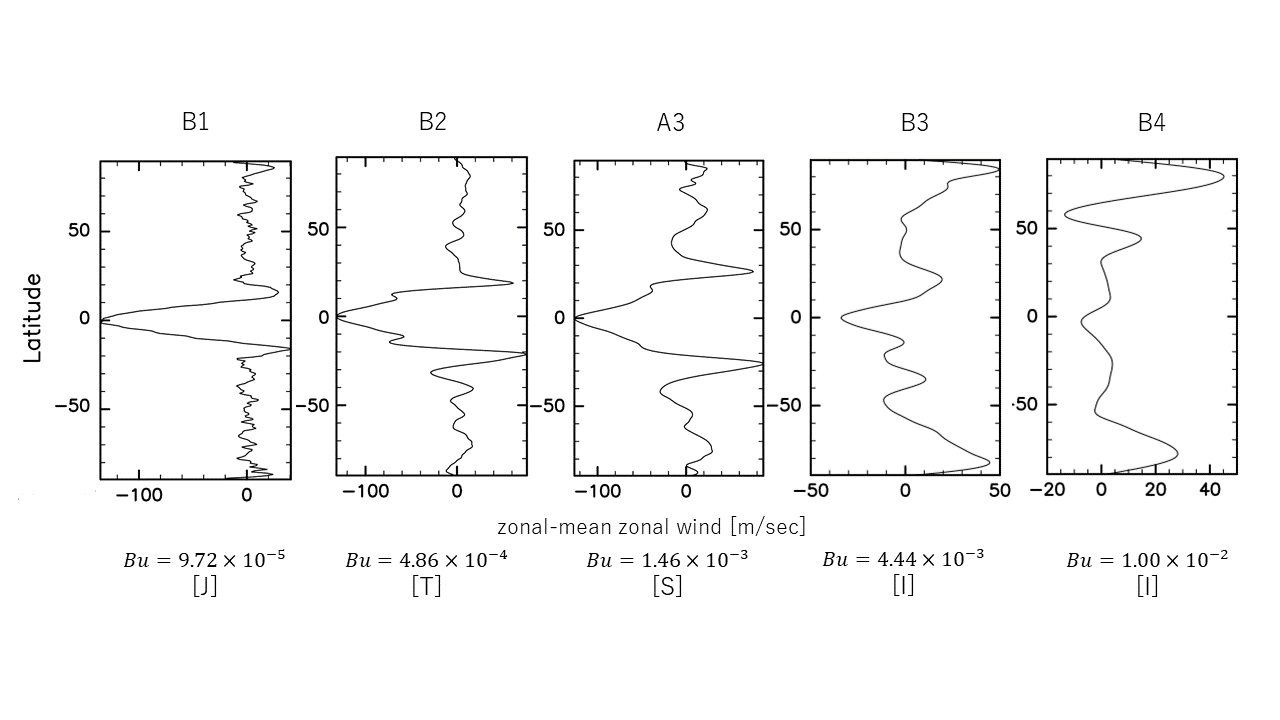 B1 B2 A3 B3 B4
Latitude
50 50 50 50 50
0 0 0 0 0
−50 −50 −50 −50 ·50
−100 0 −100 0 −100 0 −50 0 50 −20 0 20 40
zonal-mean zonal wind [m/sec]
Bu = 9.72 × 10⁻⁵ Bu = 4.86 × 10⁻⁴ Bu = 1.46 × 10⁻³ Bu = 4.44 × 10⁻³ Bu = 1.00 × 10⁻²
[J] [T] [S] [I] [I]